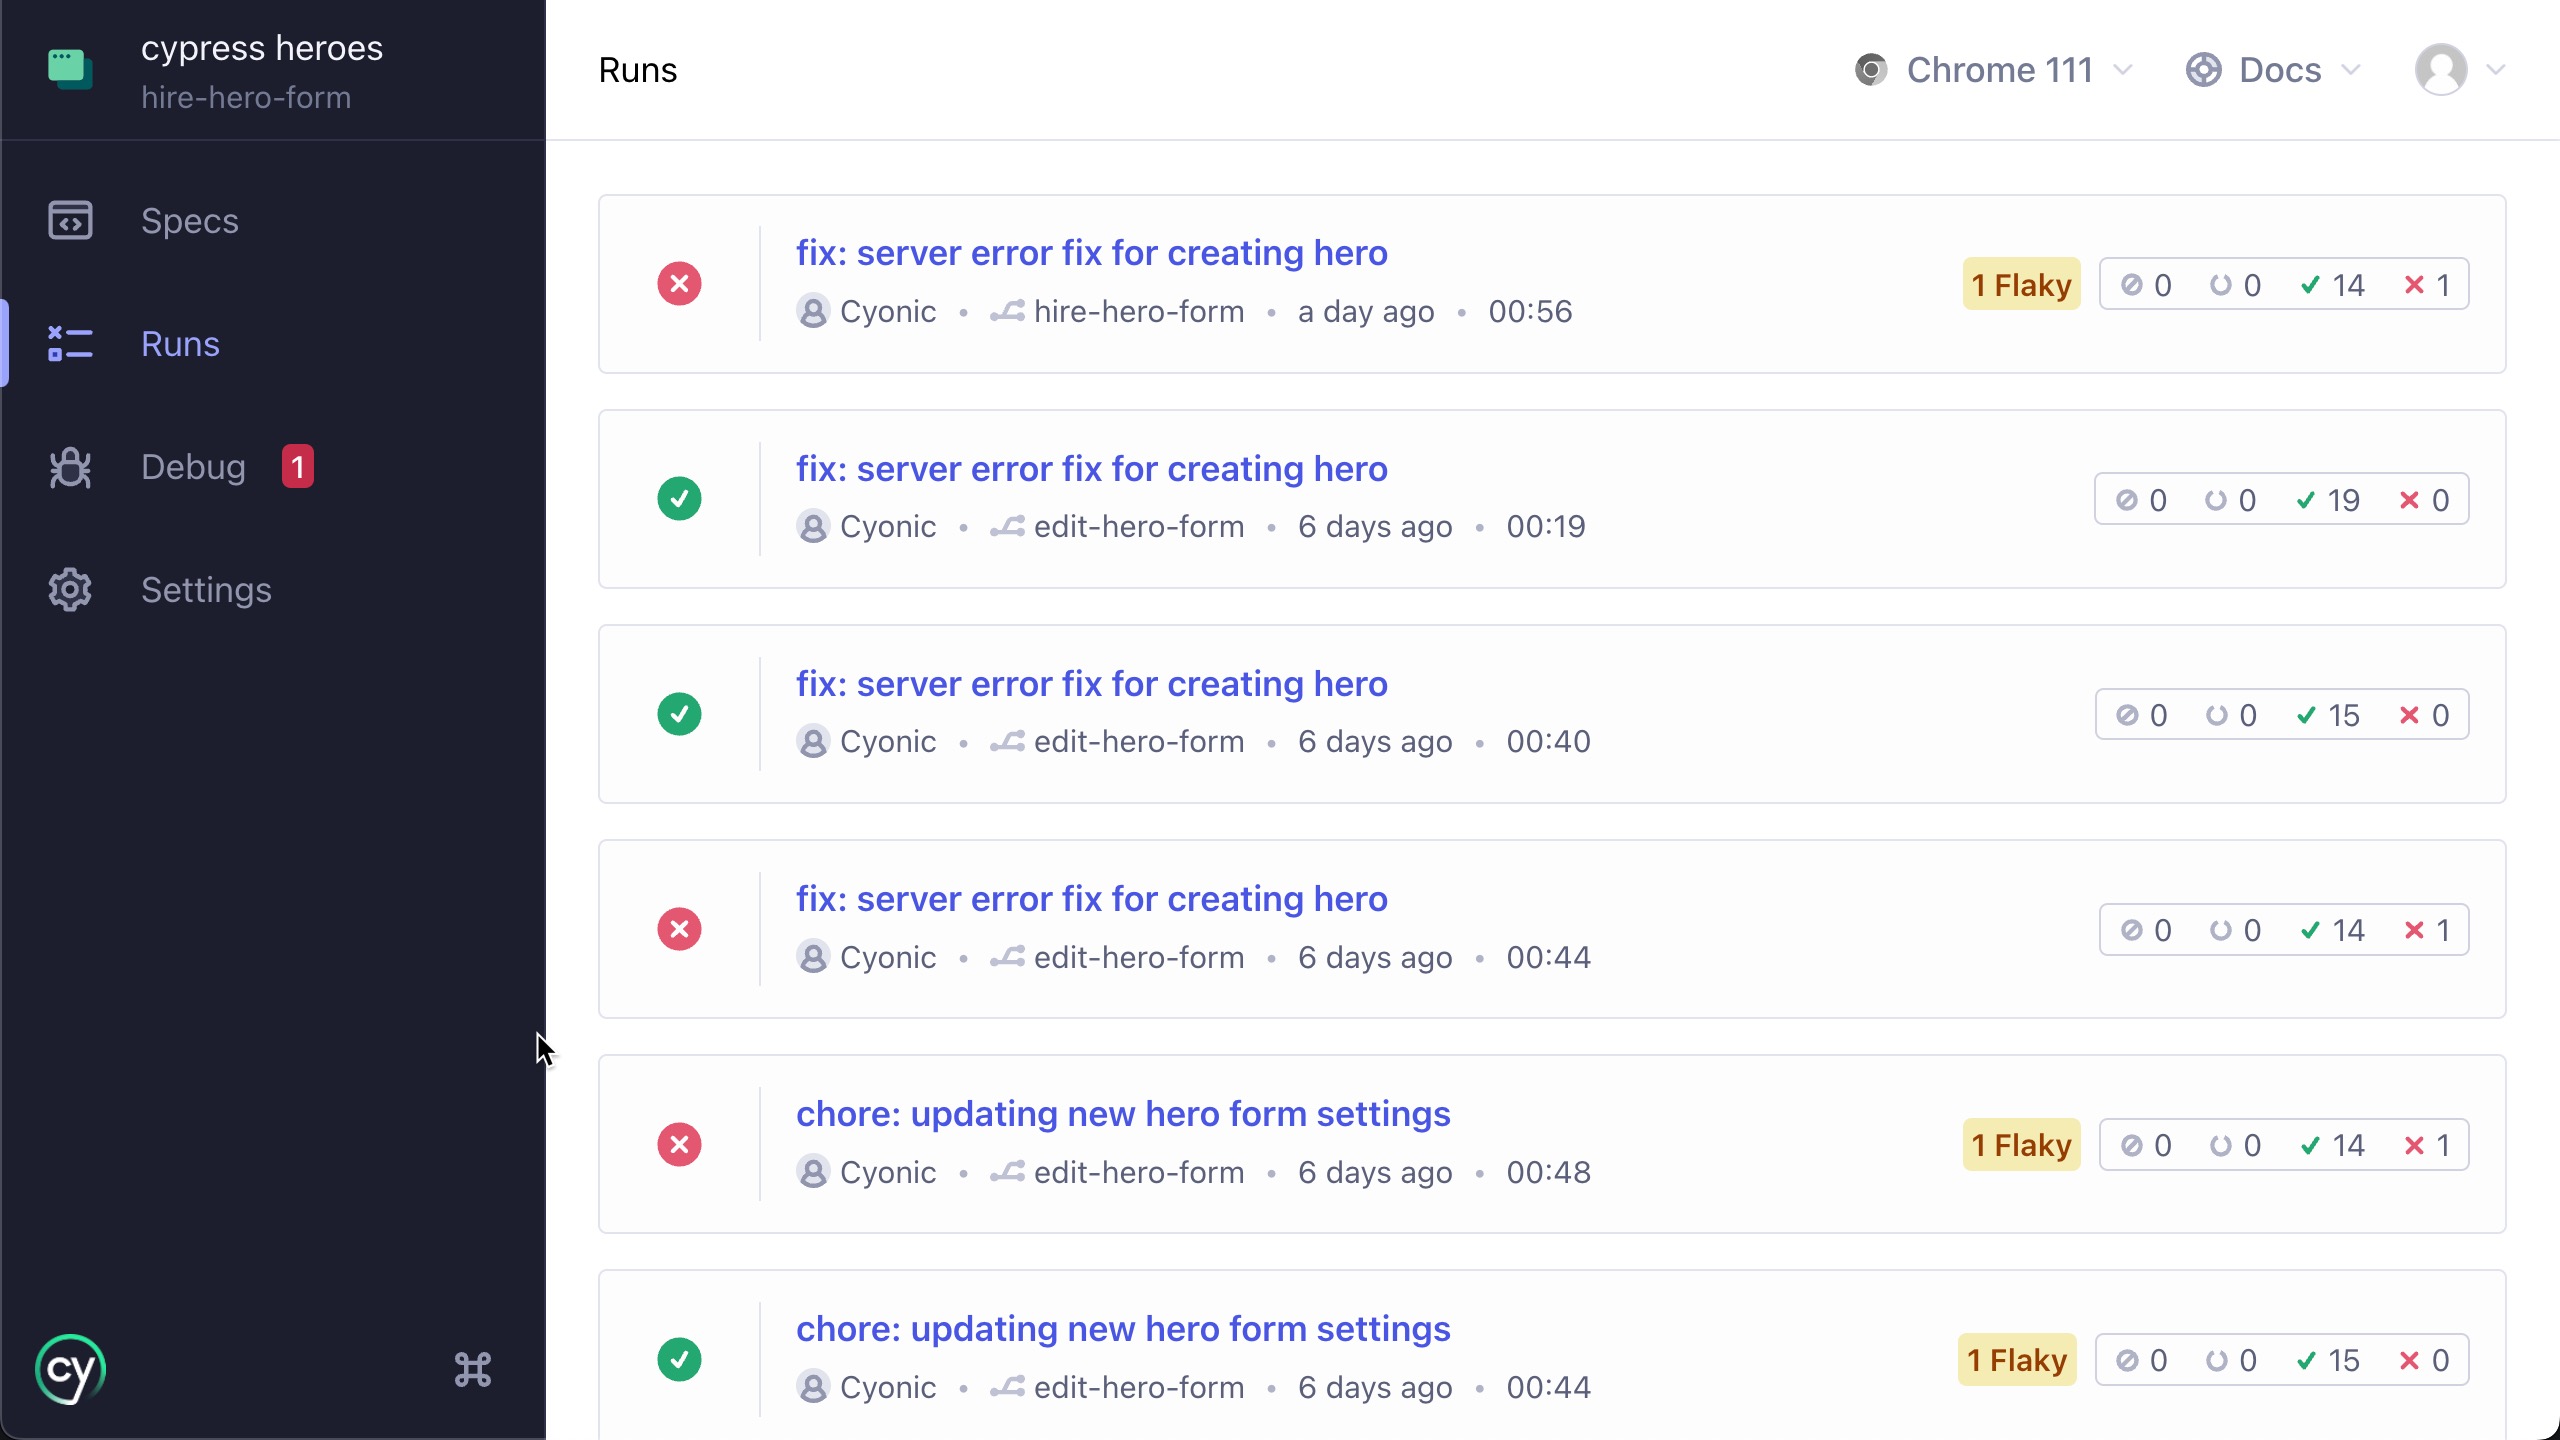 cypress heroes
hire-hero-form
Specs
Runs
Debug 1
Settings
cy
Runs
Chrome 111
Docs
fix: server error fix for creating hero
Cyonic • hire-hero-form • a day ago • 00:56
1 Flaky 0 0 14 1
fix: server error fix for creating hero
Cyonic • edit-hero-form • 6 days ago • 00:19
0 0 19 0
fix: server error fix for creating hero
Cyonic • edit-hero-form • 6 days ago • 00:40
0 0 15 0
fix: server error fix for creating hero
Cyonic • edit-hero-form • 6 days ago • 00:44
0 0 14 1
chore: updating new hero form settings
Cyonic • edit-hero-form • 6 days ago • 00:48
1 Flaky 0 0 14 1
chore: updating new hero form settings
Cyonic • edit-hero-form • 6 days ago • 00:44
1 Flaky 0 0 15 0